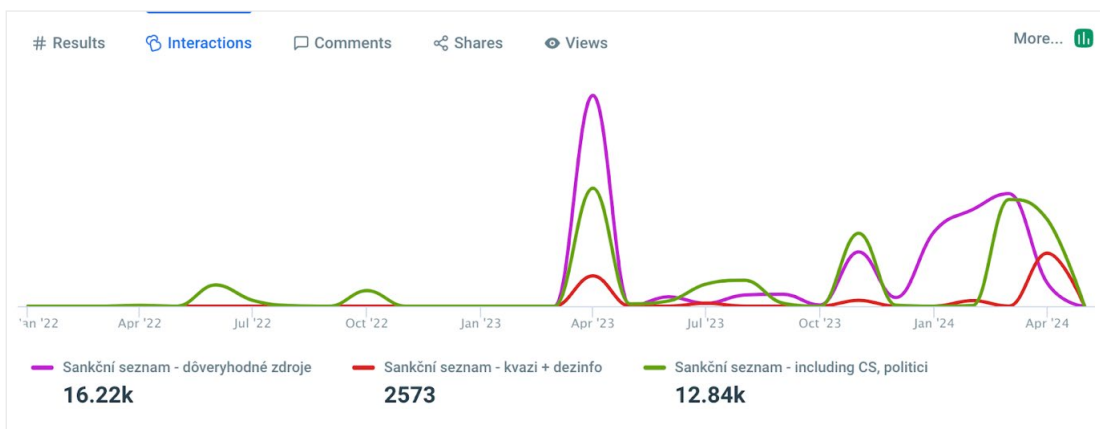 # Results Interactions Comments Shares Views More...
Jan '22 Apr '22 Jul '22 Oct '22 Jan '23 Apr '23 Jul '23 Oct '23 Jan '24 Apr '24
Sankční seznam - dôveryhodné zdroje Sankční seznam - kvazi + dezinfo Sankční seznam - including CS, politici
16.22k 2573 12.84k